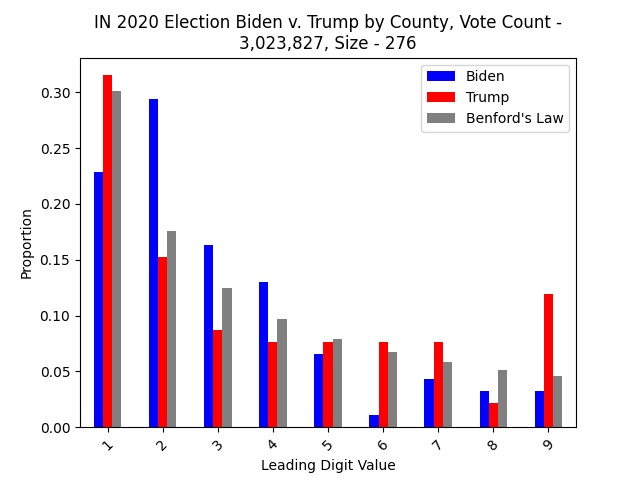 IN 2020 Election Biden v. Trump by County, Vote Count -
3,023,827, Size - 276
Biden
Trump
Benford's Law
Proportion
0.30
0.25
0.20
0.15
0.10
0.05
0.00
1 2 3 4 5 6 7 8 9
Leading Digit Value